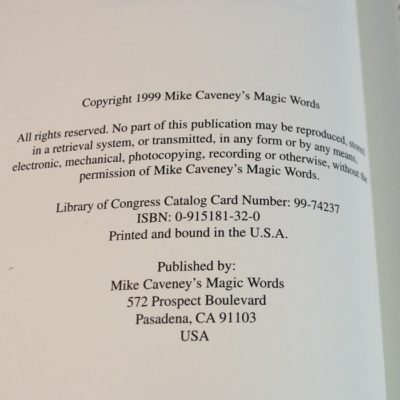 Copyright 1999 Mike Caveney's Magic Words
All rights reserved. No part of this publication may be reproduced, stored
in a retrieval system, or transmitted, in any form or by any means,
electronic, mechanical, photocopying, recording or otherwise, without the
permission of Mike Caveney's Magic Words.
Library of Congress Catalog Card Number: 99-74237
ISBN: 0-915181-32-0
Printed and bound in the U.S.A.
Published by:
Mike Caveney's Magic Words
572 Prospect Boulevard
Pasadena, CA 91103
USA